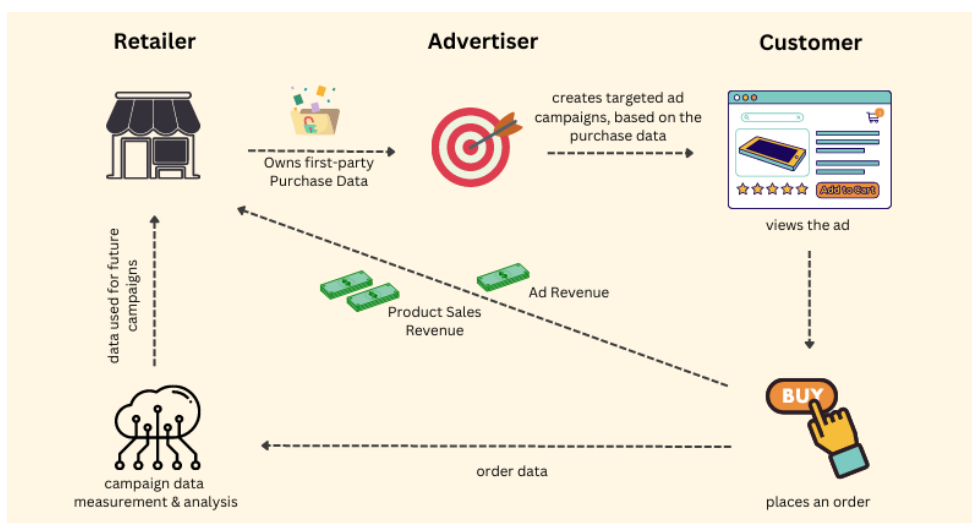 Retailer
Advertiser
Customer
Owns first-party
Purchase Data
creates targeted ad
campaigns, based on the
purchase data
Add to Cart
views the ad
data used for future
campaigns
Product Sales
Revenue
Ad Revenue
BUY
campaign data
measurement & analysis
order data
places an order